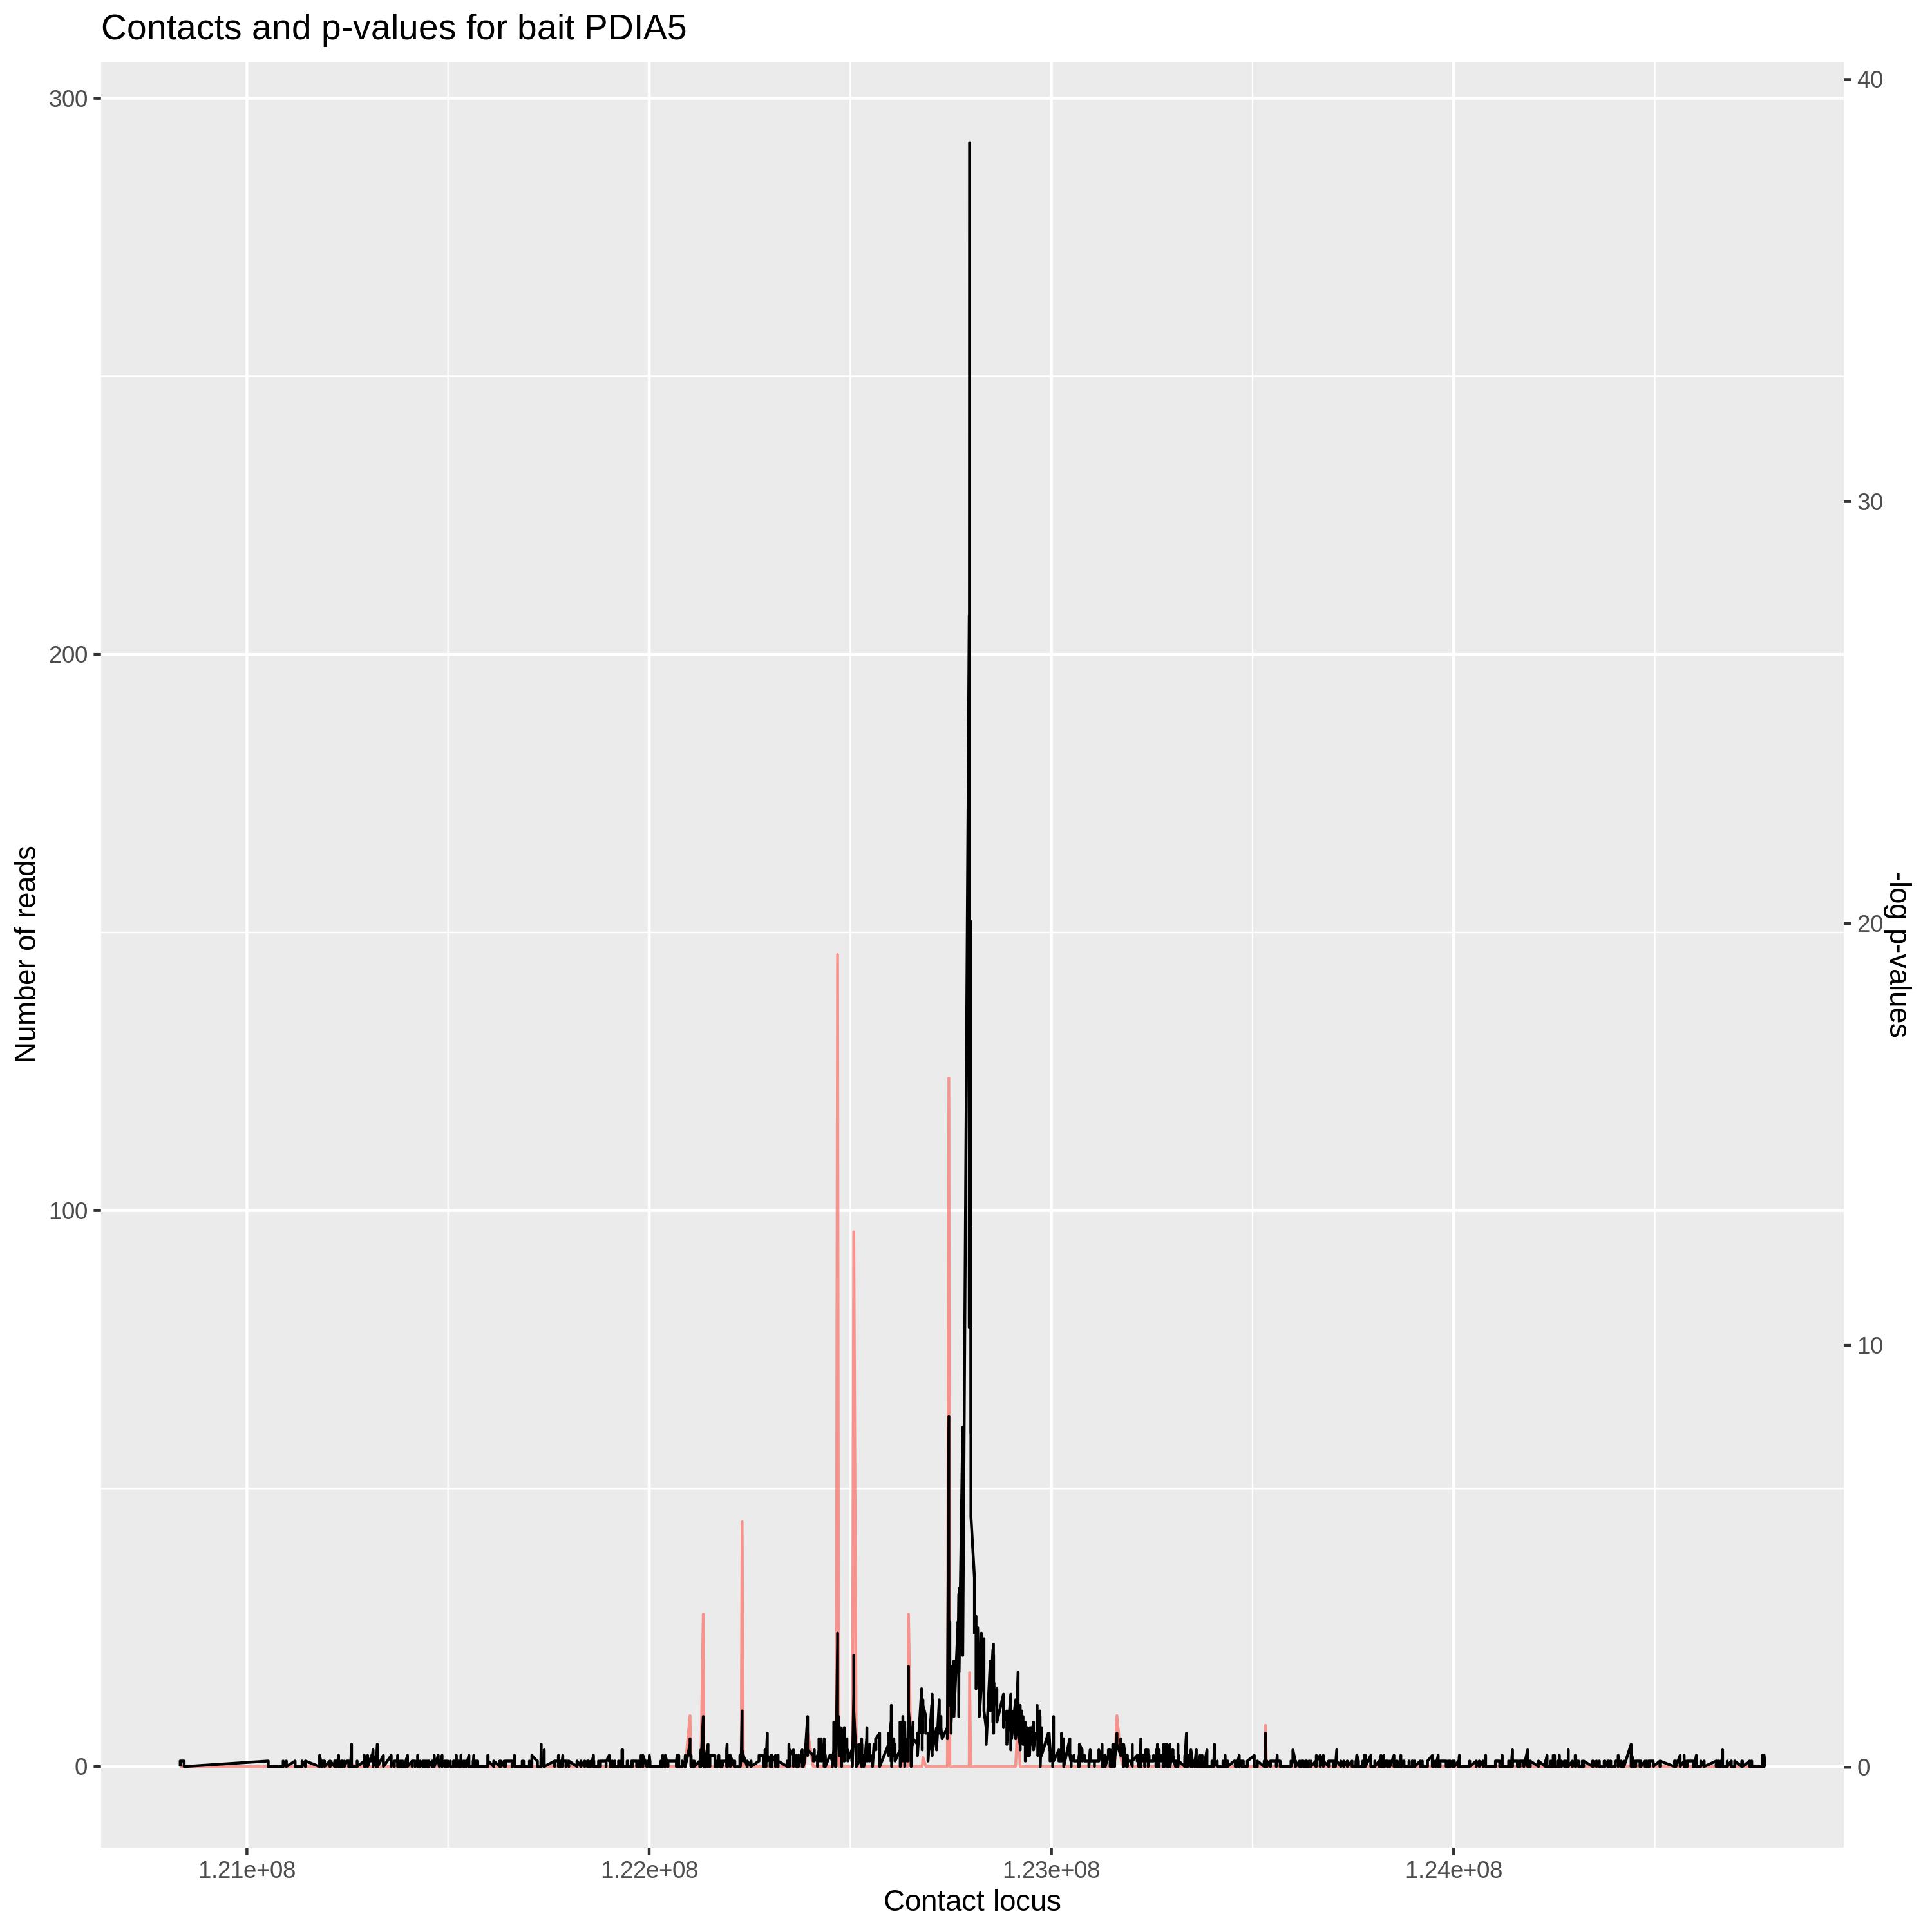 Contacts and p-values for bait PDIA5
300
200
100
0
40
30
20
10
0
Number of reads
-log p-values
1.21e+08
1.22e+08
1.23e+08
1.24e+08
Contact locus